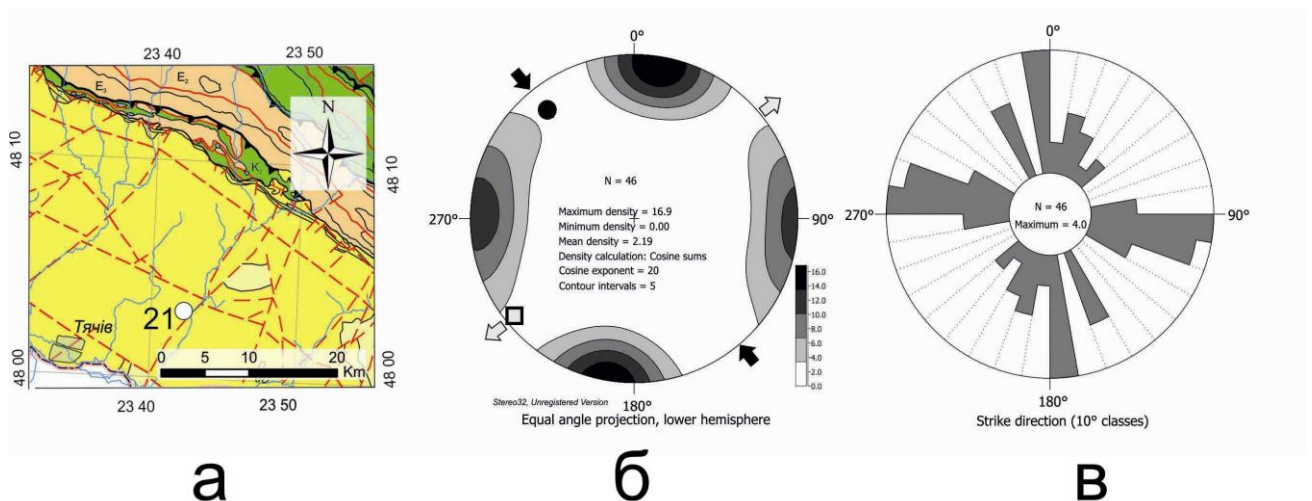 23 40
23 50
E₃
E₂
N
48 10
48 10
K₂
21
Тячів
0 5 10 20
Km
48 00
48 00
23 40
23 50
а
0°
N = 46
Maximum density = 16.9
Minimum density = 0.00
270°
90°
Mean density = 2.19
Density calculation: Cosine sums
Cosine exponent = 20
Contour intervals = 5
16.0
14.0
12.0
10.0
8.0
6.0
4.0
2.0
0.0
Stereo32, Unregistered Version
180°
Equal angle projection, lower hemisphere
б
0°
N = 46
270°
90°
Maximum = 4.0
180°
Strike direction (10° classes)
в